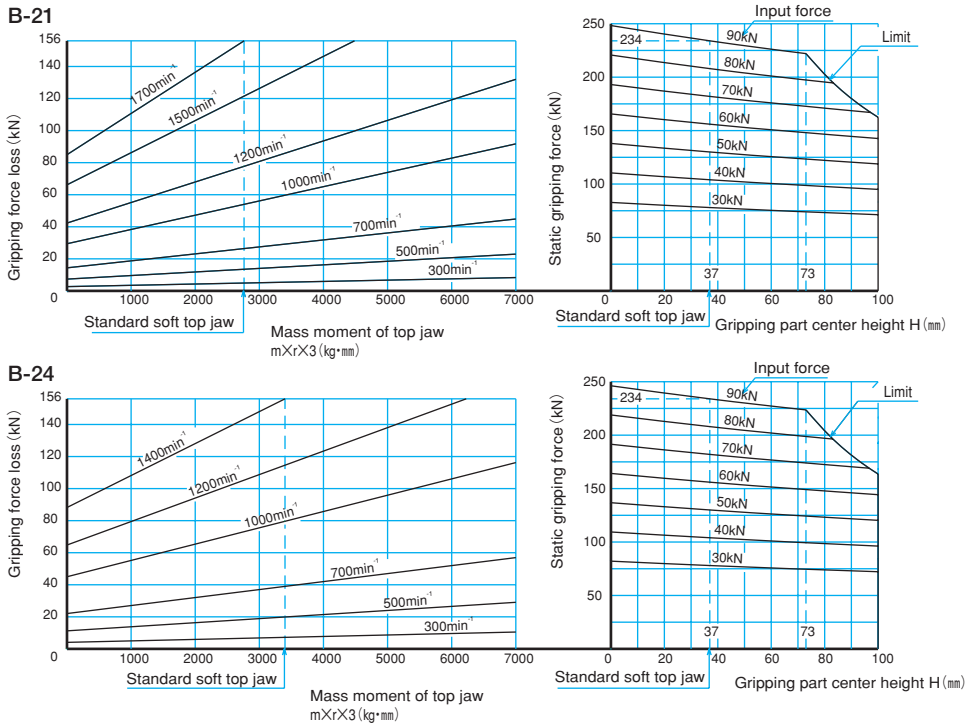 B-21
Gripping force loss (kN)
156
140
120
100
80
60
40
20
0
1700min⁻¹
1500min⁻¹
1200min⁻¹
1000min⁻¹
700min⁻¹
500min⁻¹
300min⁻¹
0 1000 2000 3000 4000 5000 6000 7000
Standard soft top jaw
Mass moment of top jaw
m×r×3(kg•mm)
Static gripping force (kN)
250
200
150
100
50
0
Input force
Limit
234
90kN
80kN
70kN
60kN
50kN
40kN
30kN
37 73
20 40 60 80 100
Standard soft top jaw
Gripping part center height H(mm)
B-24
Gripping force loss (kN)
156
140
120
100
80
60
40
20
0
1400min⁻¹
1200min⁻¹
1000min⁻¹
700min⁻¹
500min⁻¹
300min⁻¹
0 1000 2000 3000 4000 5000 6000 7000
Standard soft top jaw
Mass moment of top jaw
m×r×3(kg•mm)
Static gripping force (kN)
250
200
150
100
50
0
Input force
Limit
234
90kN
80kN
70kN
60kN
50kN
40kN
30kN
37 73
20 40 60 80 100
Standard soft top jaw
Gripping part center height H(mm)